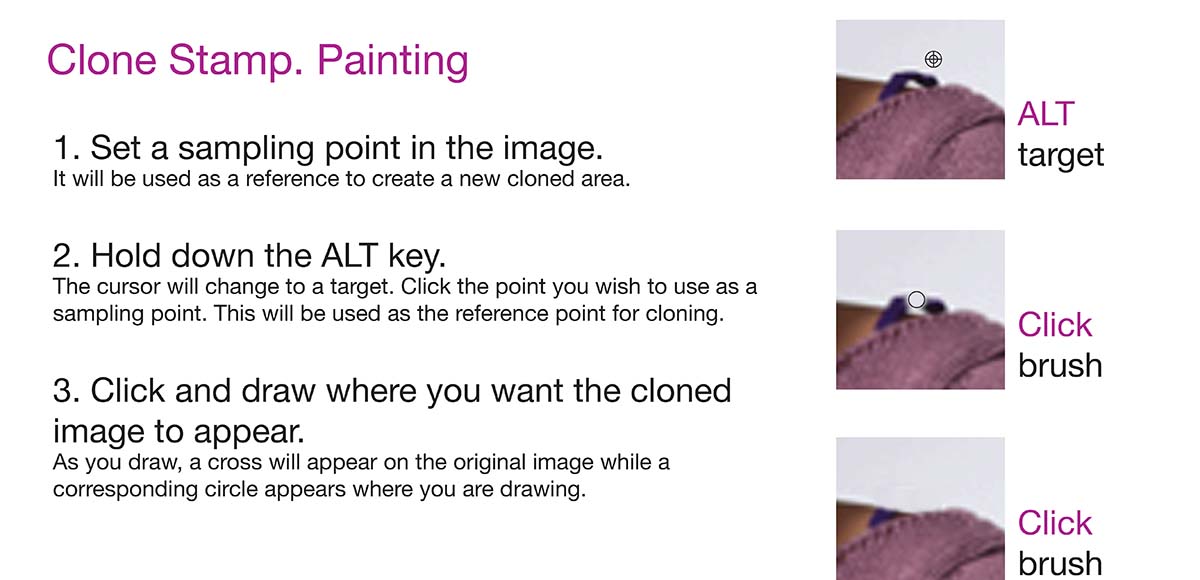 Clone Stamp. Painting
1. Set a sampling point in the image.
It will be used as a reference to create a new cloned area.
2. Hold down the ALT key.
The cursor will change to a target. Click the point you wish to use as a
sampling point. This will be used as the reference point for cloning.
3. Click and draw where you want the cloned
image to appear.
As you draw, a cross will appear on the original image while a
corresponding circle appears where you are drawing.
ALT
target
Click
brush
Click
brush